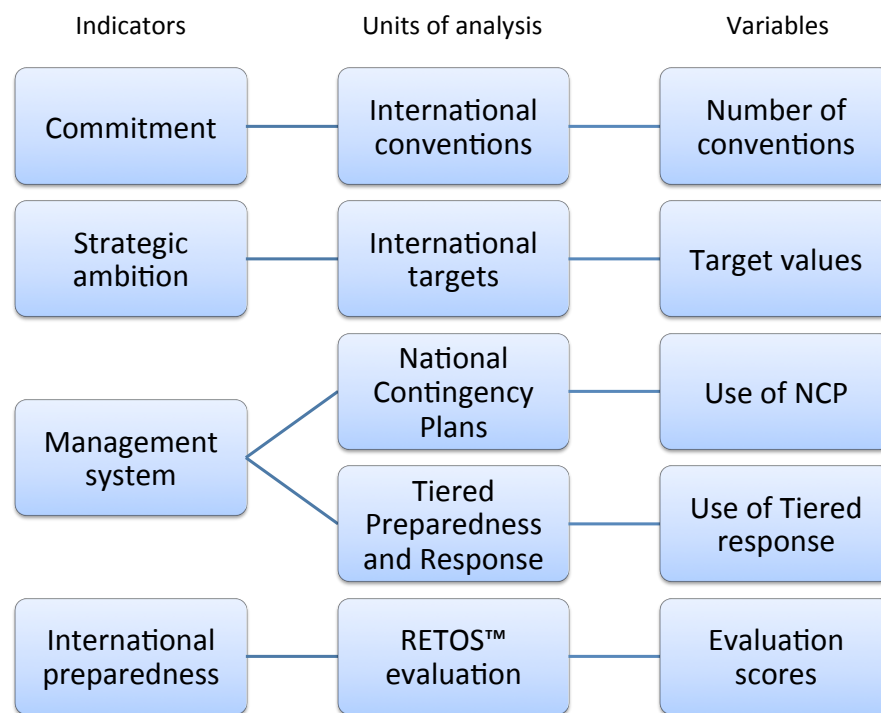 Indicators
Units of analysis
Variables
Commitment
International
conventions
Number of
conventions
Strategic
ambition
International
targets
Target values
Management
system
National
Contingency
Plans
Use of NCP
Tiered
Preparedness
and Response
Use of Tiered
response
International
preparedness
RETOS™
evaluation
Evaluation
scores